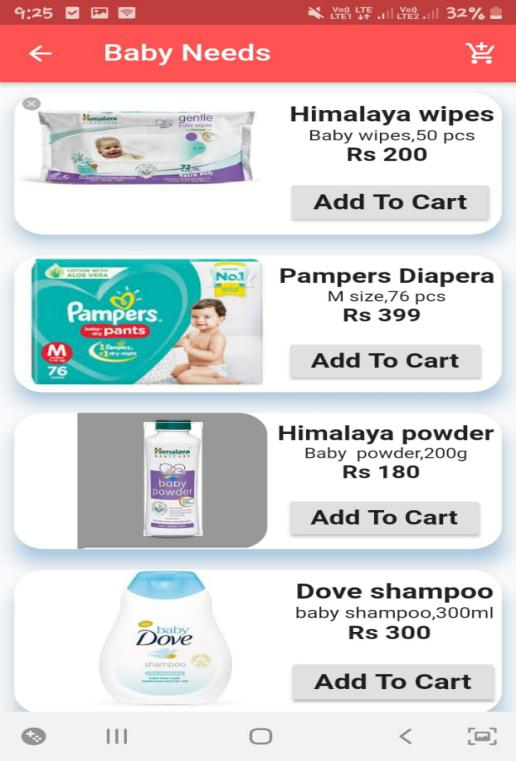 9:25
Vo)) LTE
LTE1
Vo))
LTE2
32%
Baby Needs
Himalaya
gentle
baby wipes
72
Himalaya wipes
Baby wipes,50 pcs
Rs 200
Add To Cart
LOTION WITH
ALOE VERA
No.1
Pampers
baby-dry pants
M
76
Pampers Diapera
M size,76 pcs
Rs 399
Add To Cart
Himalaya
BABYCARE
baby
powder
Himalaya powder
Baby powder,200g
Rs 180
Add To Cart
baby
Dove
shampoo
Dove shampoo
baby shampoo,300ml
Rs 300
Add To Cart